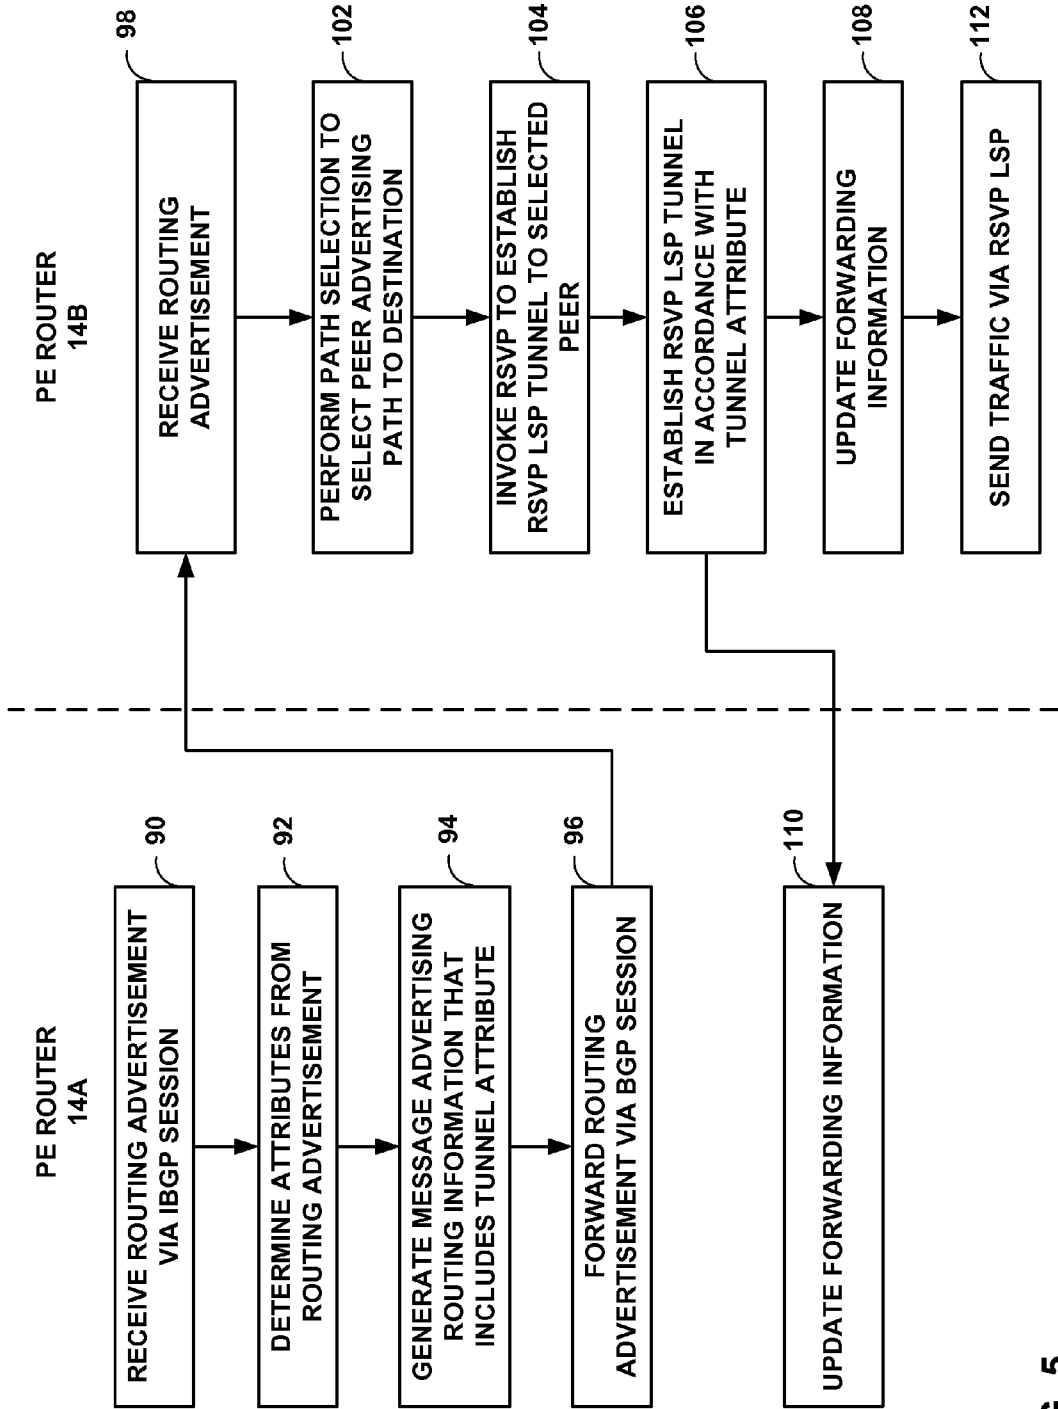 PE ROUTER
14A
RECEIVE ROUTING ADVERTISEMENT
VIA IBGP SESSION
90
DETERMINE ATTRIBUTES FROM
ROUTING ADVERTISEMENT
92
GENERATE MESSAGE ADVERTISING
ROUTING INFORMATION THAT
INCLUDES TUNNEL ATTRIBUTE
94
FORWARD ROUTING
ADVERTISEMENT VIA BGP SESSION
96
UPDATE FORWARDING INFORMATION
110
PE ROUTER
14B
RECEIVE ROUTING
ADVERTISEMENT
98
PERFORM PATH SELECTION TO
SELECT PEER ADVERTISING
PATH TO DESTINATION
102
INVOKE RSVP TO ESTABLISH
RSVP LSP TUNNEL TO SELECTED
PEER
104
ESTABLISH RSVP LSP TUNNEL
IN ACCORDANCE WITH
TUNNEL ATTRIBUTE
106
UPDATE FORWARDING
INFORMATION
108
SEND TRAFFIC VIA RSVP LSP
112
5